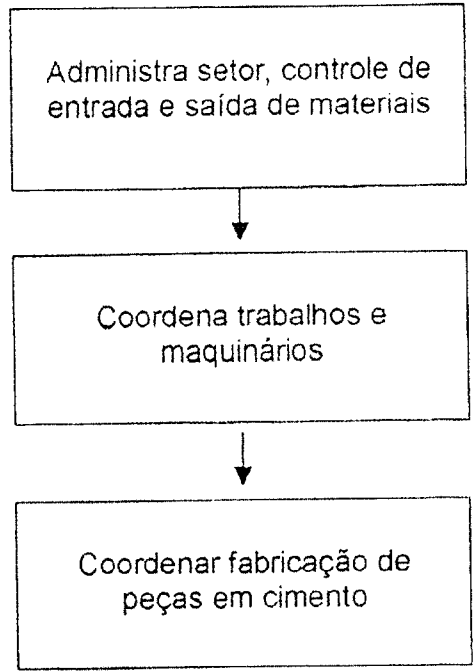 Administra setor, controle de
entrada e saída de materiais
Coordena trabalhos e
maquinários
Coordenar fabricação de
peças em cimento